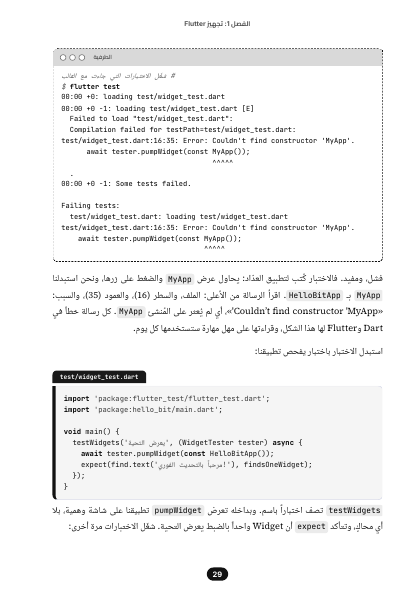 الفصل 1: تجهيز Flutter
الطرفية
# شغّل الاختبارات التي جاءت مع القالب
$ flutter test
00:00 +0: loading test/widget_test.dart
00:00 +0 -1: loading test/widget_test.dart [E]
Failed to load "test/widget_test.dart":
Compilation failed for testPath=test/widget_test.dart:
test/widget_test.dart:16:35: Error: Couldn't find constructor 'MyApp'.
await tester.pumpWidget(const MyApp());
^^^^^
.
00:00 +0 -1: Some tests failed.
Failing tests:
test/widget_test.dart: loading test/widget_test.dart
test/widget_test.dart:16:35: Error: Couldn't find constructor 'MyApp'.
await tester.pumpWidget(const MyApp());
^^^^^
فشل، ومفيد. فالاختبار كُتب لتطبيق العدّاد: يحاول عرض MyApp والضغط على زرها، ونحن استبدلنا
MyApp بـ HelloBitApp. اقرأ الرسالة من الأعلى: الملف، والسطر (16)، والعمود (35)، والسبب:
«Couldn't find constructor 'MyApp'»، أي لم يُعثر على المُنشئ MyApp. كل رسالة خطأ في
Dart وFlutter لها هذا الشكل، وقراءتها على مهل مهارة ستستخدمها كل يوم.
استبدل الاختبار باختبار يفحص تطبيقنا:
test/widget_test.dart
import 'package:flutter_test/flutter_test.dart';
import 'package:hello_bit/main.dart';
void main() {
testWidgets('يعرض التحية', (WidgetTester tester) async {
await tester.pumpWidget(const HelloBitApp());
expect(find.text('مرحباً بالتحديث الفوري!'), findsOneWidget);
});
}
testWidgets تصف اختباراً باسم. وبداخله تعرض pumpWidget تطبيقنا على شاشة وهمية، بلا
أي محاكٍ، وتتأكد expect أن Widget واحداً بالضبط يعرض التحية. شغّل الاختبارات مرة أخرى:
29